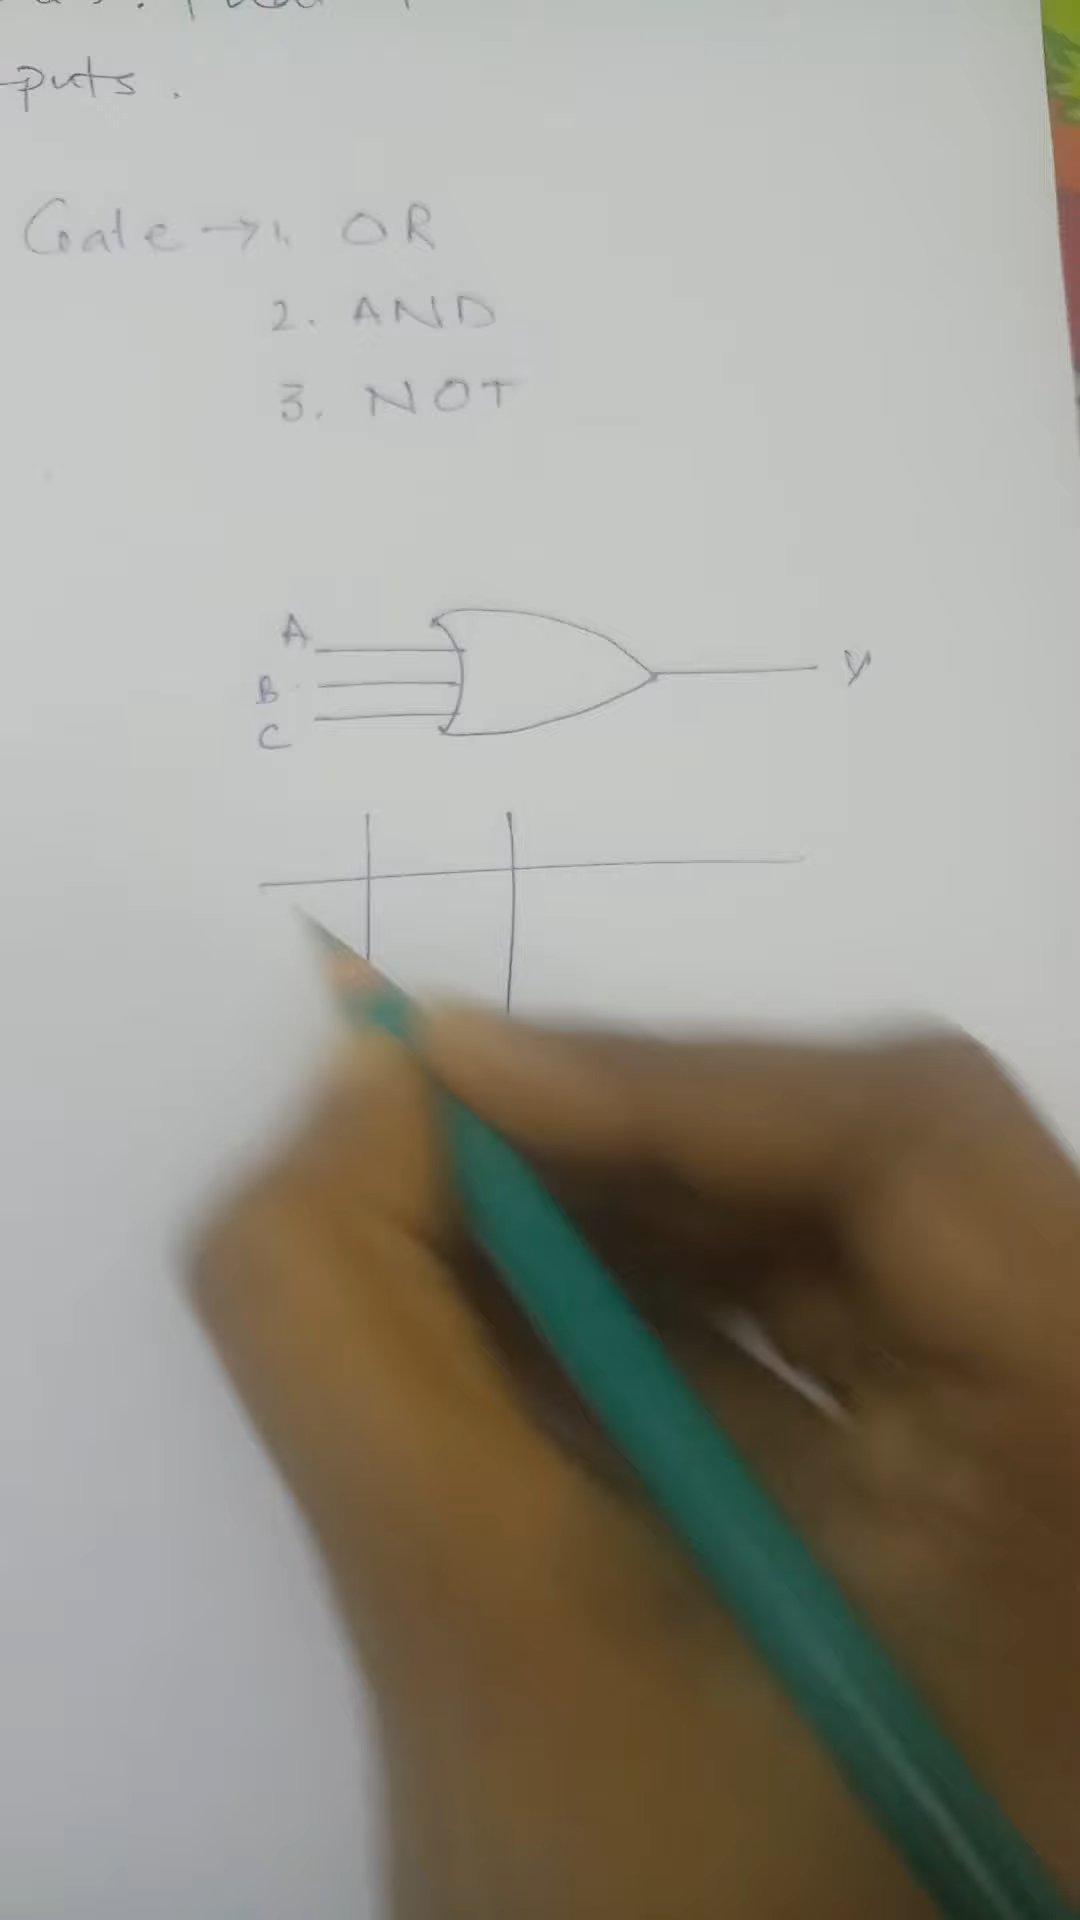 puts.
Gate → 1. OR
2. AND
3. NOT
A
B
Y
C